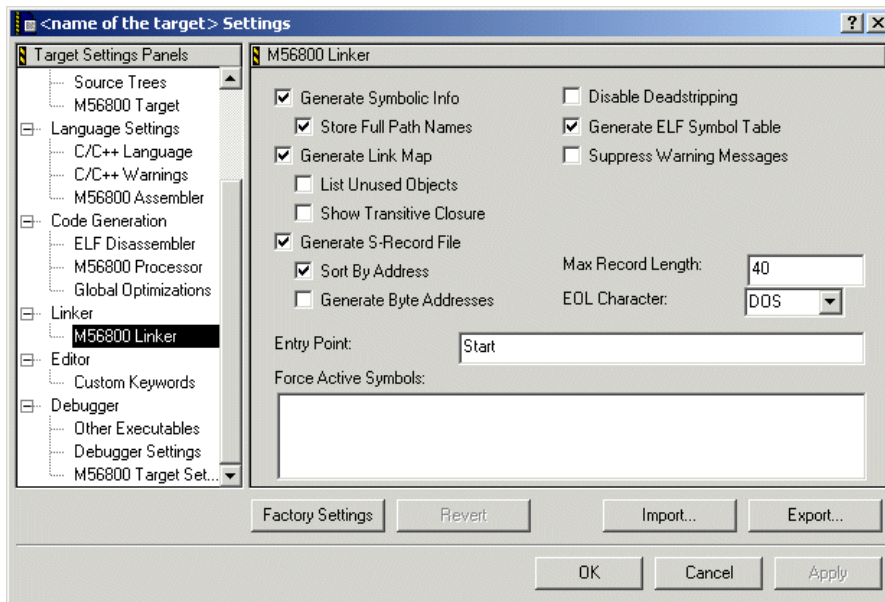 <name of the target> Settings
Target Settings Panels
Source Trees
M56800 Target
Language Settings
C/C++ Language
C/C++ Warnings
M56800 Assembler
Code Generation
ELF Disassembler
M56800 Processor
Global Optimizations
Linker
M56800 Linker
Editor
Custom Keywords
Debugger
Other Executables
Debugger Settings
M56800 Target Set...
M56800 Linker
Generate Symbolic Info
Store Full Path Names
Generate Link Map
List Unused Objects
Show Transitive Closure
Generate S-Record File
Sort By Address
Generate Byte Addresses
Disable Deadstripping
Generate ELF Symbol Table
Suppress Warning Messages
Max Record Length: 40
EOL Character: DOS
Entry Point: Start
Force Active Symbols:
Factory Settings Revert Import... Export...
OK Cancel Apply